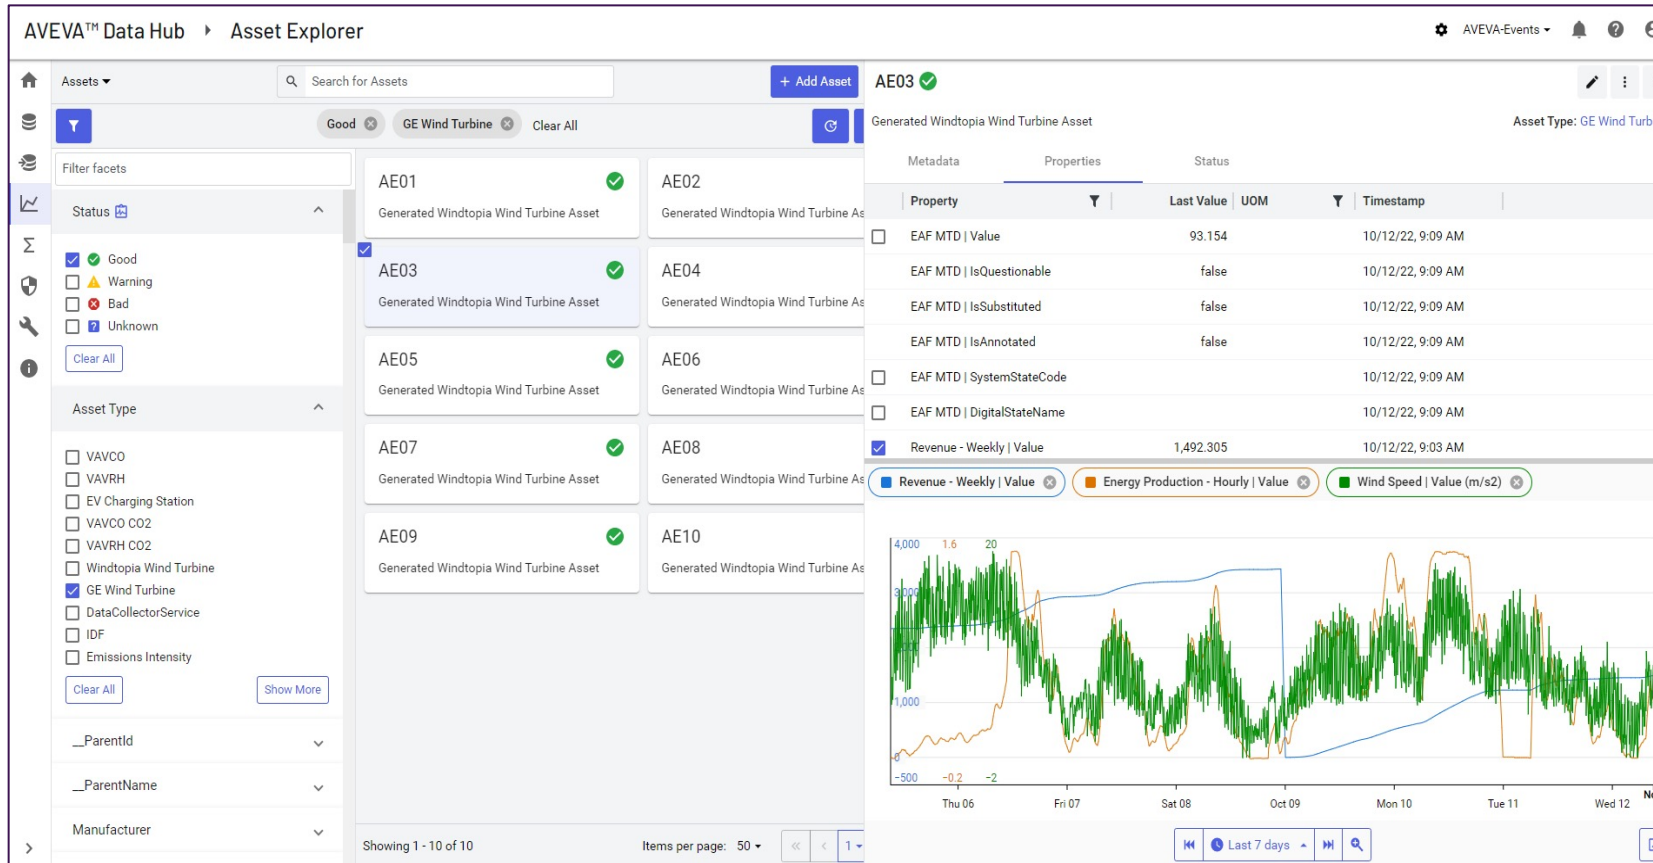 AVEVA™ Data Hub Asset Explorer
AVEVA-Events
Assets
Search for Assets
+ Add Asset
Good
GE Wind Turbine
Clear All
Filter facets
Status
Good
Warning
Bad
Unknown
Clear All
Asset Type
VAVCO
VAVRH
EV Charging Station
VAVCO CO2
VAVRH CO2
Windtopia Wind Turbine
GE Wind Turbine
DataCollectorService
IDF
Emissions Intensity
Clear All
Show More
__ParentId
__ParentName
Manufacturer
AE01
Generated Windtopia Wind Turbine Asset
AE02
Generated Windtopia Wind Turbine As
AE03
Generated Windtopia Wind Turbine Asset
AE04
Generated Windtopia Wind Turbine As
AE05
Generated Windtopia Wind Turbine Asset
AE06
Generated Windtopia Wind Turbine As
AE07
Generated Windtopia Wind Turbine Asset
AE08
Generated Windtopia Wind Turbine As
AE09
Generated Windtopia Wind Turbine Asset
AE10
Generated Windtopia Wind Turbine As
Showing 1 - 10 of 10
Items per page: 50
1
AE03
Generated Windtopia Wind Turbine Asset
Asset Type: GE Wind Turb
Metadata Properties Status
Property Last Value UOM Timestamp
EAF MTD | Value 93.154 10/12/22, 9:09 AM
EAF MTD | IsQuestionable false 10/12/22, 9:09 AM
EAF MTD | IsSubstituted false 10/12/22, 9:09 AM
EAF MTD | IsAnnotated false 10/12/22, 9:09 AM
EAF MTD | SystemStateCode 10/12/22, 9:09 AM
EAF MTD | DigitalStateName 10/12/22, 9:09 AM
Revenue - Weekly | Value 1,492.305 10/12/22, 9:03 AM
Revenue - Weekly | Value
Energy Production - Hourly | Value
Wind Speed | Value (m/s2)
4,000 1.6 20
3,000
1,000
0
-500 -0.2 -2
Thu 06 Fri 07 Sat 08 Oct 09 Mon 10 Tue 11 Wed 12
Last 7 days